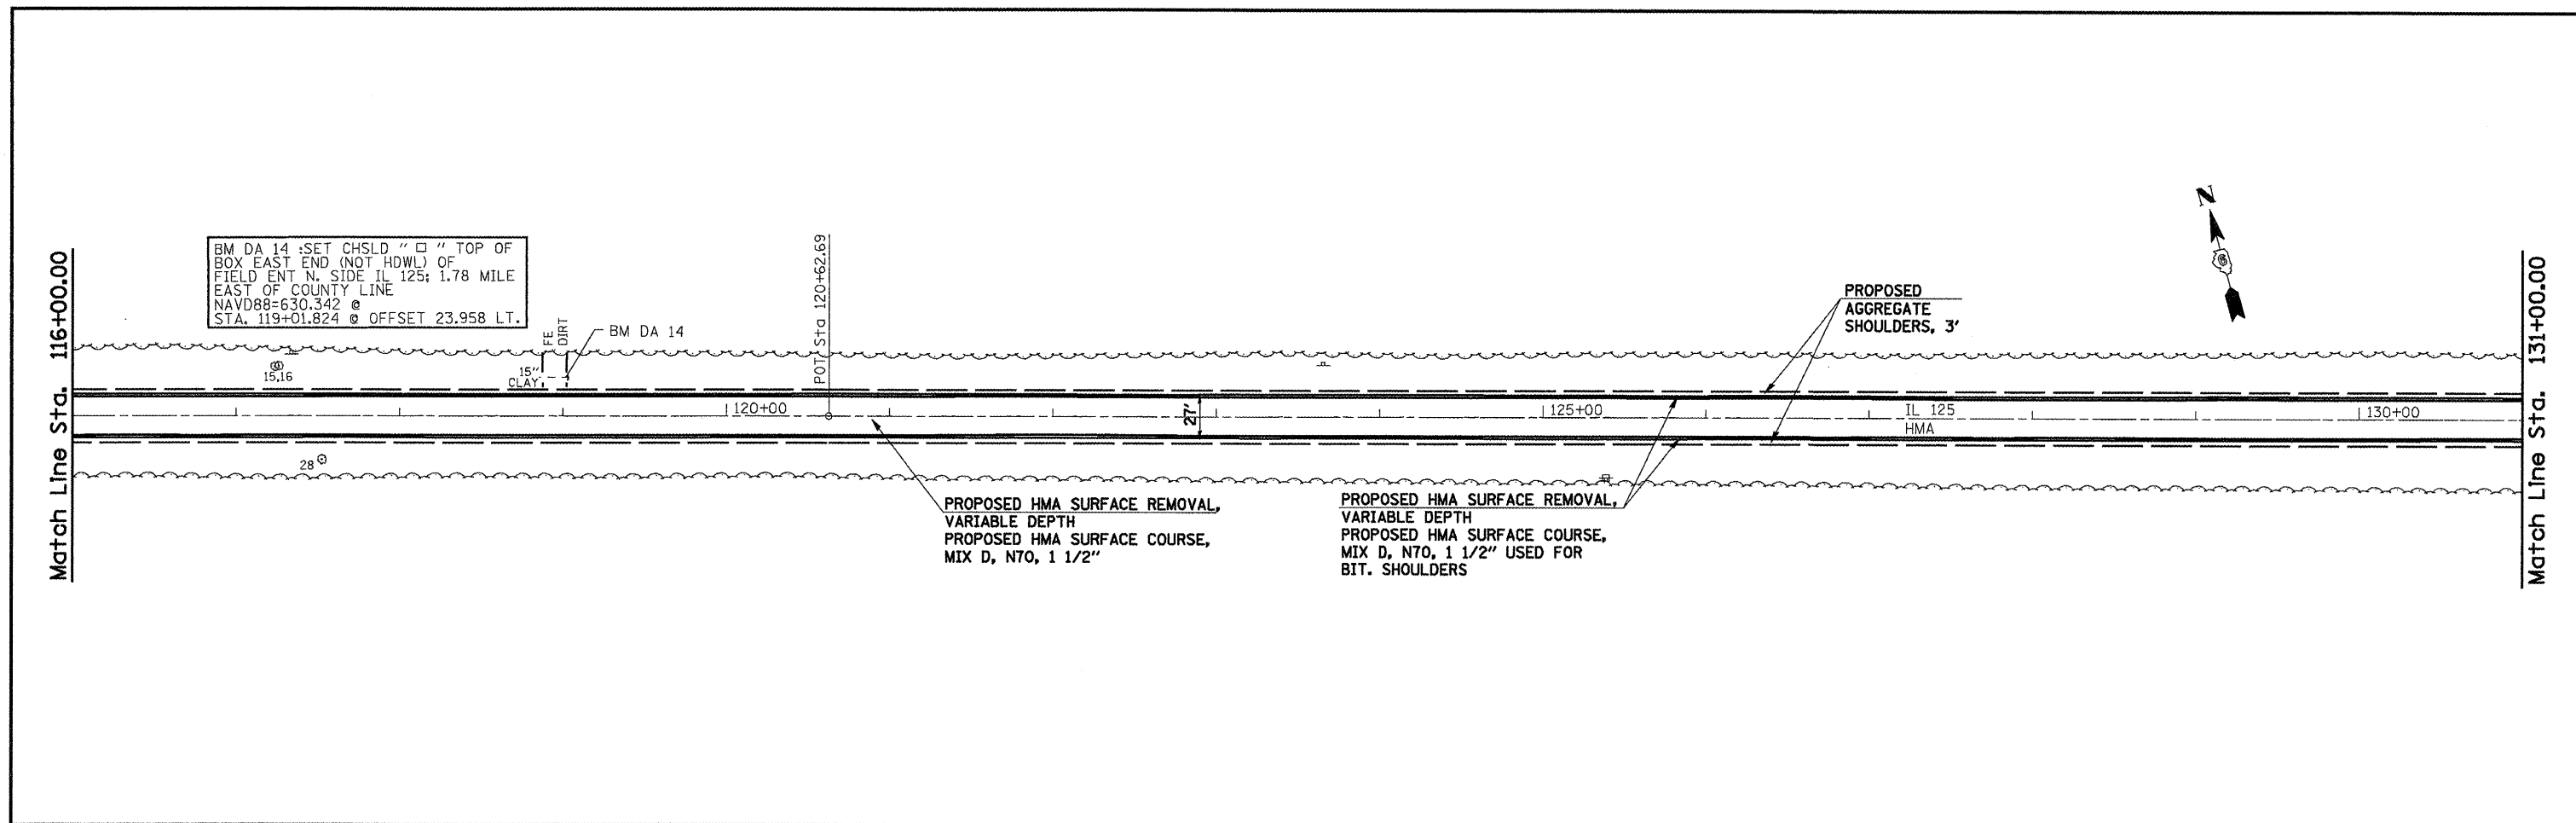 BM DA 14 :SET CHSLD " □ " TOP OF
BOX EAST END (NOT HDWL) OF
FIELD ENT N. SIDE IL 125; 1.78 MILE
EAST OF COUNTY LINE
NAVD88=630.342 @
STA. 119+01.824 @ OFFSET 23.958 LT.
Match Line Sta. 116+00.00
15,16
28
15"
CLAY
FE
DIRT
BM DA 14
POT Sta 120+62.69
120+00
27'
125+00
IL 125
HMA
130+00
PROPOSED
AGGREGATE
SHOULDERS, 3'
N
PROPOSED HMA SURFACE REMOVAL,
VARIABLE DEPTH
PROPOSED HMA SURFACE COURSE,
MIX D, N70, 1 1/2"
PROPOSED HMA SURFACE REMOVAL,
VARIABLE DEPTH
PROPOSED HMA SURFACE COURSE,
MIX D, N70, 1 1/2" USED FOR
BIT. SHOULDERS
Match Line Sta. 131+00.00